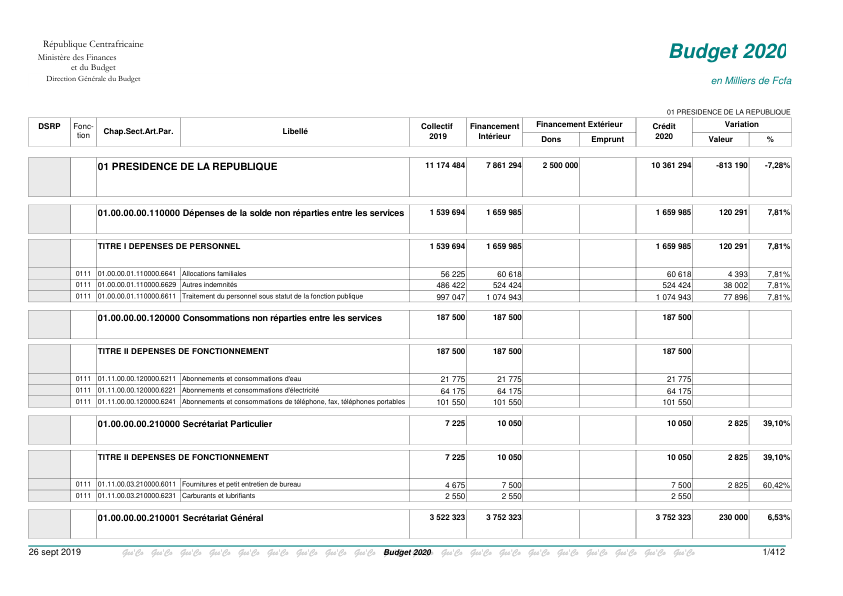 République Centrafricaine
Ministère des Finances
et du Budget
Direction Générale du Budget
Budget 2020
en Milliers de Fcfa
01 PRESIDENCE DE LA REPUBLIQUE
DSRP Fonc-tion Chap.Sect.Art.Par. Libellé Collectif 2019 Financement Intérieur Financement Extérieur Dons Emprunt Crédit 2020 Variation Valeur %
01 PRESIDENCE DE LA REPUBLIQUE 11 174 484 7 861 294 2 500 000 10 361 294 -813 190 -7,28%
01.00.00.00.110000 Dépenses de la solde non réparties entre les services 1 539 694 1 659 985 1 659 985 120 291 7,81%
TITRE I DEPENSES DE PERSONNEL 1 539 694 1 659 985 1 659 985 120 291 7,81%
0111 01.00.00.01.110000.6641 Allocations familiales 56 225 60 618 60 618 4 393 7,81%
0111 01.00.00.01.110000.6629 Autres indemnités 486 422 524 424 524 424 38 002 7,81%
0111 01.00.00.01.110000.6611 Traitement du personnel sous statut de la fonction publique 997 047 1 074 943 1 074 943 77 896 7,81%
01.00.00.00.120000 Consommations non réparties entre les services 187 500 187 500 187 500
TITRE II DEPENSES DE FONCTIONNEMENT 187 500 187 500 187 500
0111 01.11.00.00.120000.6211 Abonnements et consommations d'eau 21 775 21 775 21 775
0111 01.11.00.00.120000.6221 Abonnements et consommations d'électricité 64 175 64 175 64 175
0111 01.11.00.00.120000.6241 Abonnements et consommations de téléphone, fax, téléphones portables 101 550 101 550 101 550
01.00.00.00.210000 Secrétariat Particulier 7 225 10 050 10 050 2 825 39,10%
TITRE II DEPENSES DE FONCTIONNEMENT 7 225 10 050 10 050 2 825 39,10%
0111 01.11.00.03.210000.6011 Fournitures et petit entretien de bureau 4 675 7 500 7 500 2 825 60,42%
0111 01.11.00.03.210000.6231 Carburants et lubrifiants 2 550 2 550 2 550
01.00.00.00.210001 Secrétariat Général 3 522 323 3 752 323 3 752 323 230 000 6,53%
26 sept 2019 Budget 2020 1/412